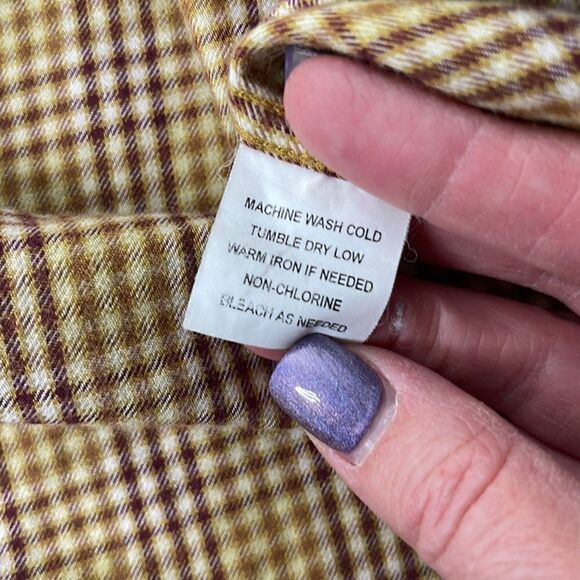 MACHINE WASH COLD
TUMBLE DRY LOW
WARM IRON IF NEEDED
NON-CHLORINE
BLEACH AS NEEDED